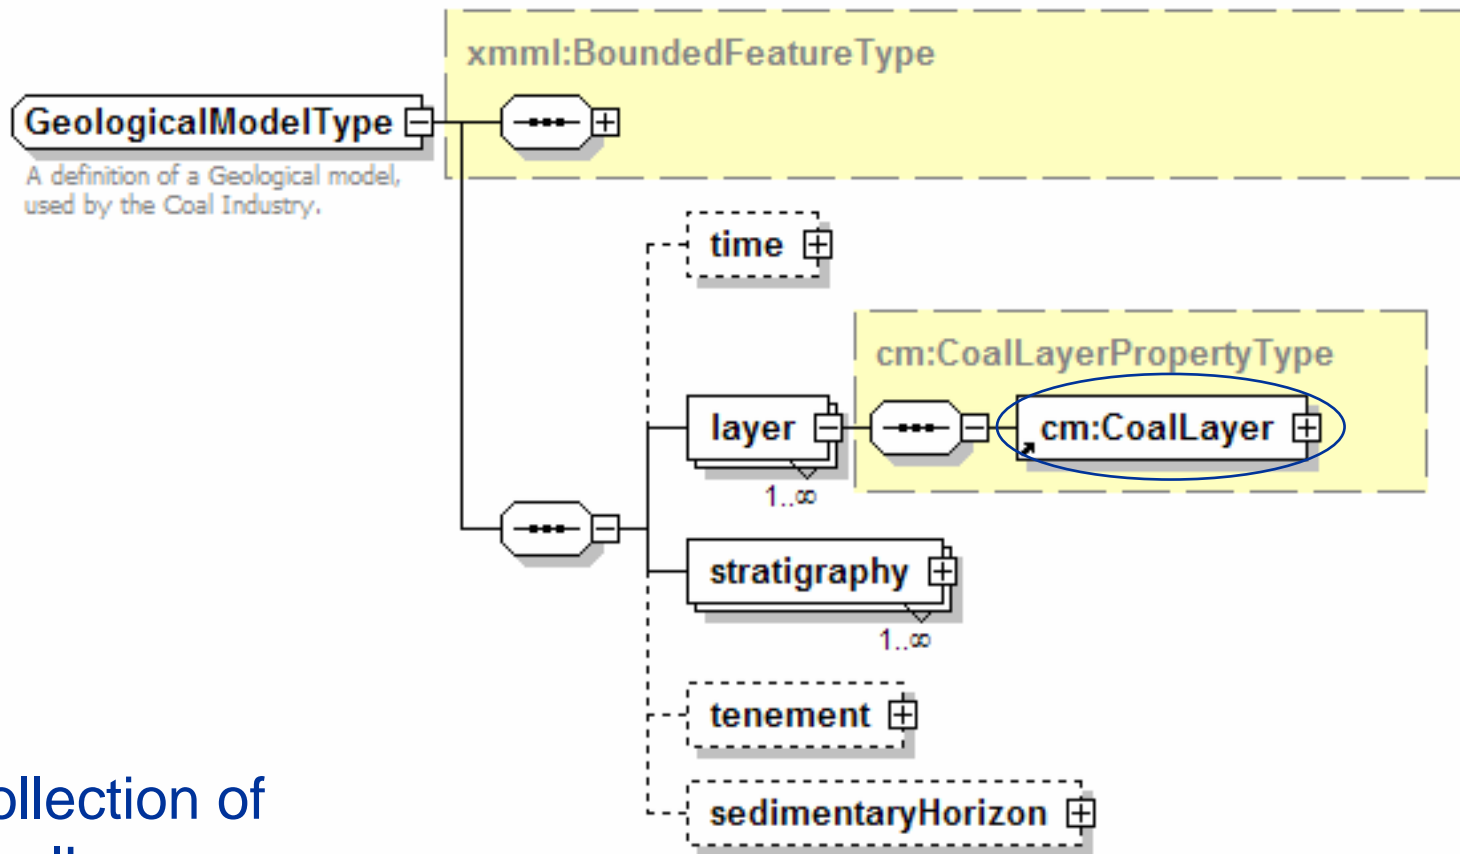 xmml:BoundedFeatureType
GeologicalModelType
A definition of a Geological model,
used by the Coal Industry.
time
cm:CoalLayerPropertyType
layer
cm:CoalLayer
1..∞
stratigraphy
1..∞
tenement
sedimentaryHorizon
ollection of